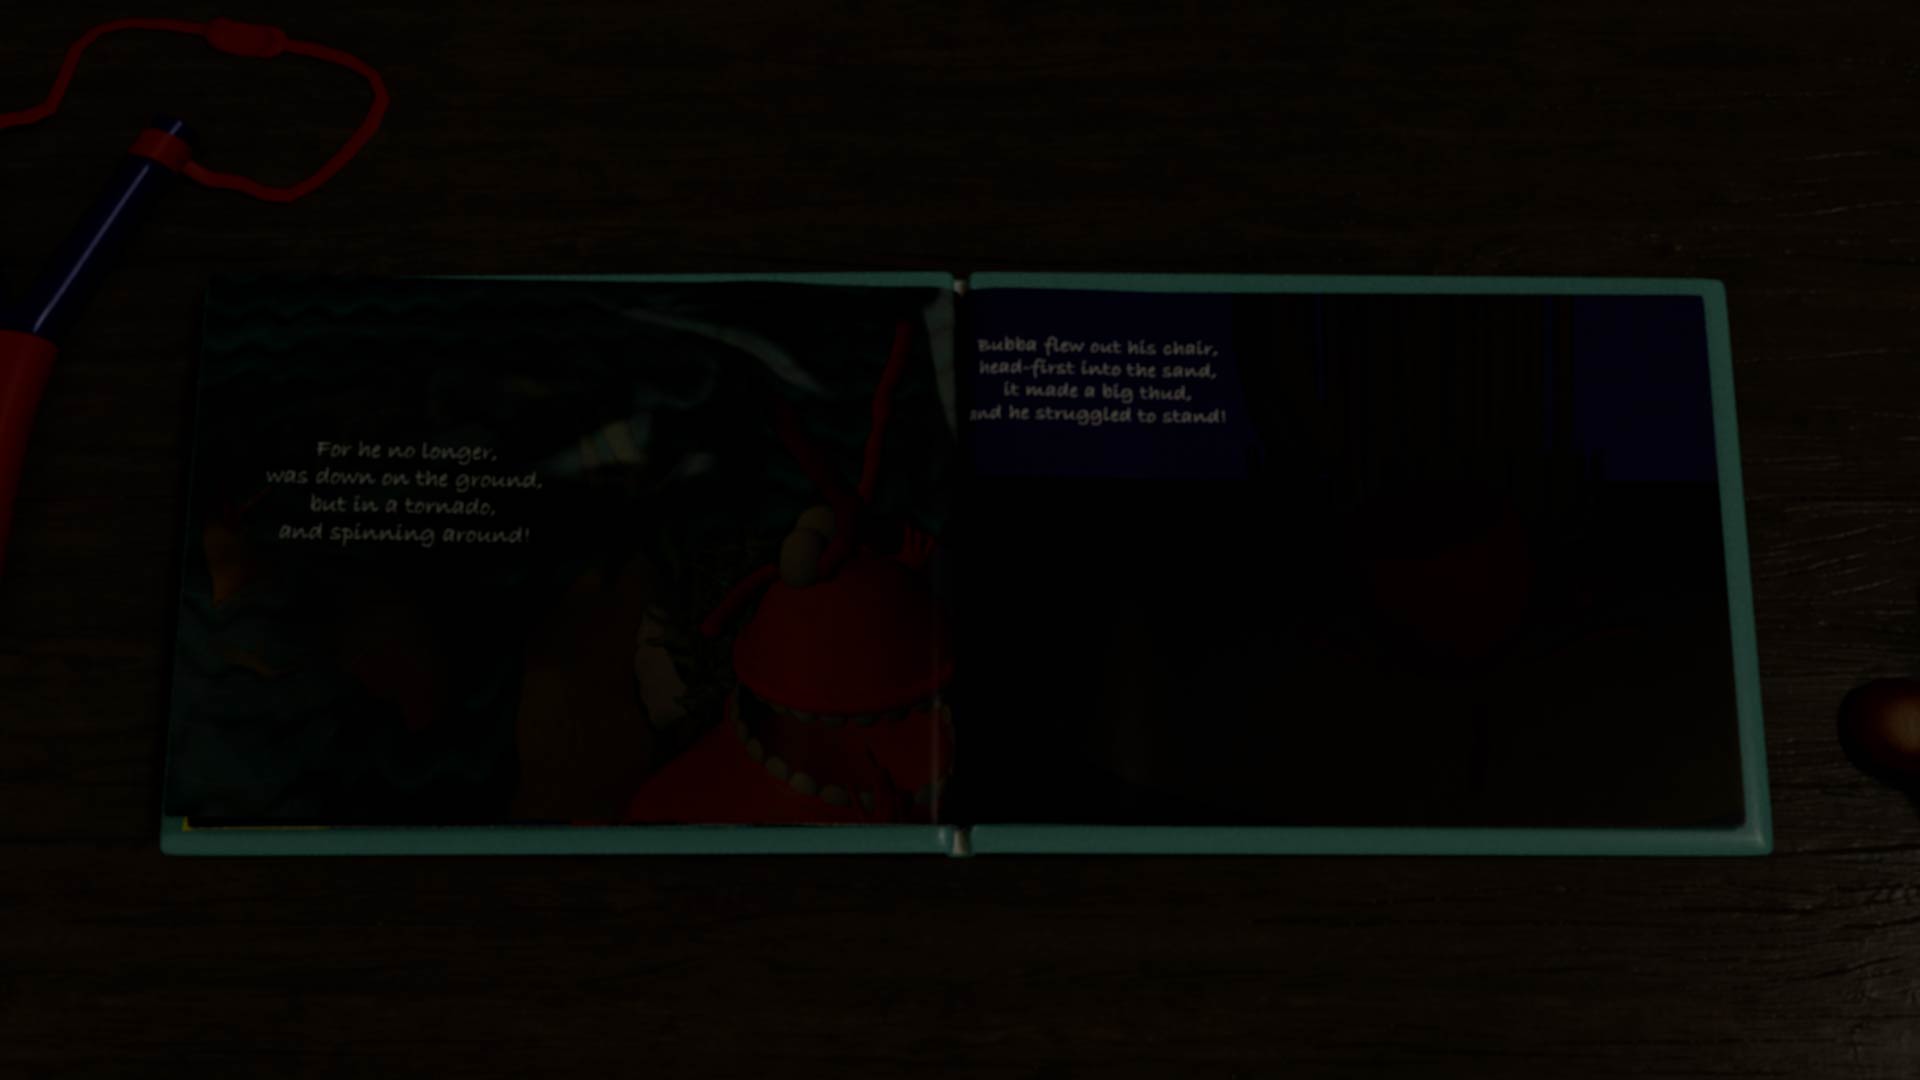 For he no longer,
was down on the ground,
but in a tornado,
and spinning around!
Bubba flew out his chair,
head-first into the sand,
it made a big thud,
and he struggled to stand!